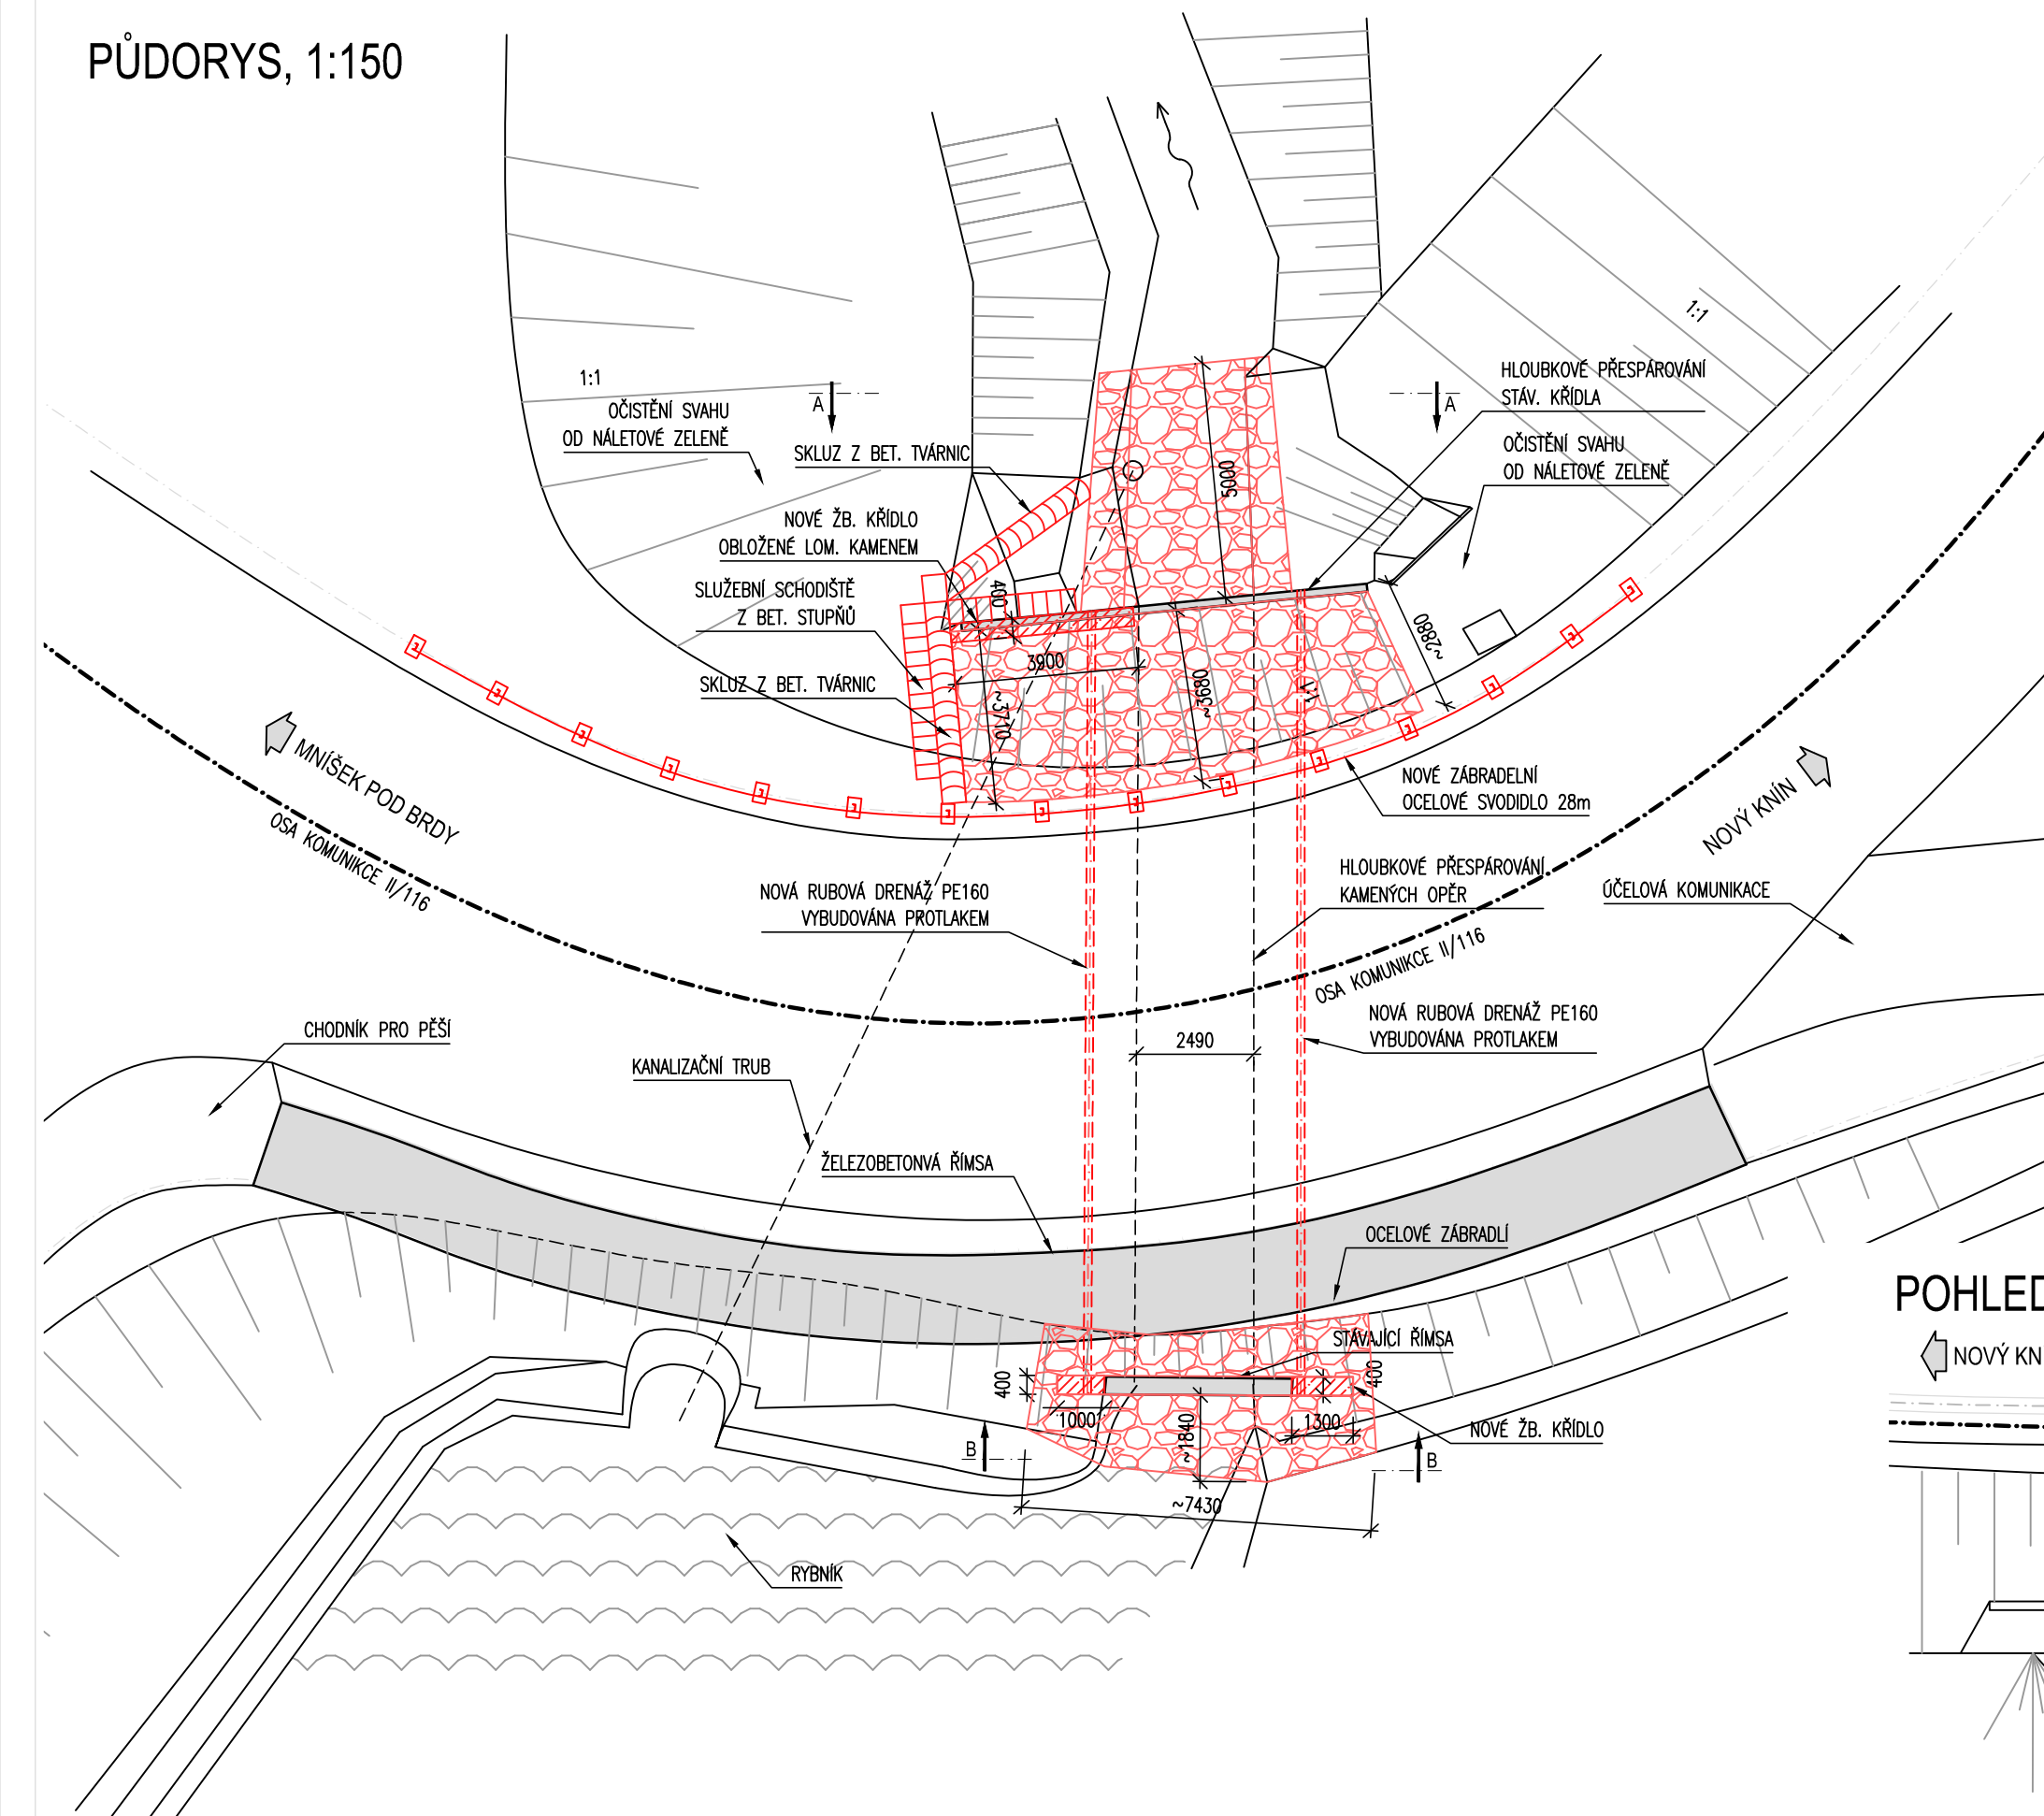 PŮDORYS, 1:150
1:1
1:1
HLOUBKOVÉ PŘESPÁROVÁNÍ
STÁV. KŘÍDLA
A
A
OČISTĚNÍ SVAHU
OD NÁLETOVÉ ZELENĚ
SKLUZ Z BET. TVÁRNIC
OČISTĚNÍ SVAHU
OD NÁLETOVÉ ZELENĚ
5000
NOVÉ ŽB. KŘÍDLO
OBLOŽENÉ LOM. KAMENEM
SLUŽEBNÍ SCHODIŠTĚ
Z BET. STUPŇŮ
400
~2880
3900
SKLUZ Z BET. TVÁRNIC
~3710
~3680
1:1
MNÍŠEK POD BRDY
OSA KOMUNIKCE II/116
NOVÉ ZÁBRADELNÍ
OCELOVÉ SVODIDLO 28m
NOVÝ KNÍN
NOVÁ RUBOVÁ DRENÁŽ PE160
VYBUDOVÁNA PROTLAKEM
HLOUBKOVÉ PŘESPÁROVÁNÍ
KAMENÝCH OPĚR
ÚČELOVÁ KOMUNIKACE
OSA KOMUNIKCE II/116
CHODNÍK PRO PĚŠÍ
NOVÁ RUBOVÁ DRENÁŽ PE160
VYBUDOVÁNA PROTLAKEM
2490
KANALIZAČNÍ TRUB
ŽELEZOBETONVÁ ŘÍMSA
OCELOVÉ ZÁBRADLÍ
POHLED
STÁVAJÍCÍ ŘÍMSA
NOVÝ KN
400
400
1000
~1840
1300
NOVÉ ŽB. KŘÍDLO
B
B
~7430
RYBNÍK